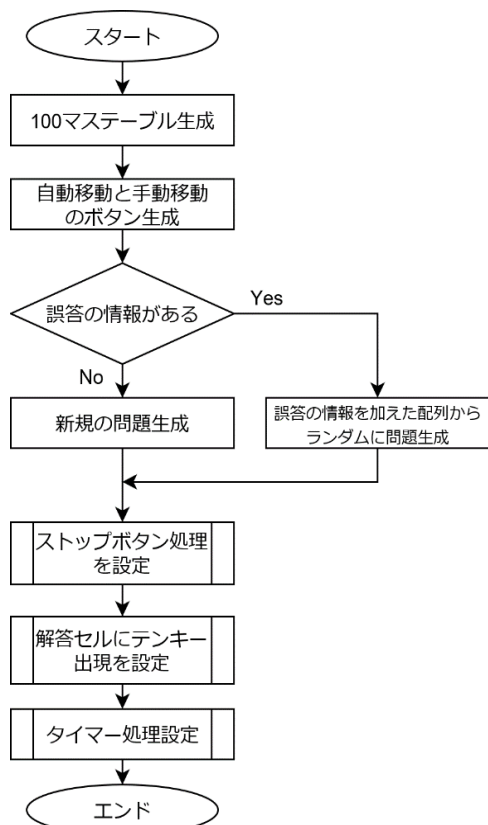 スタート
100マステーブル生成
自動移動と手動移動
のボタン生成
誤答の情報がある
Yes
No
新規の問題生成
誤答の情報を加えた配列から
ランダムに問題生成
ストップボタン処理
を設定
解答セルにテンキー
出現を設定
タイマー処理設定
エンド